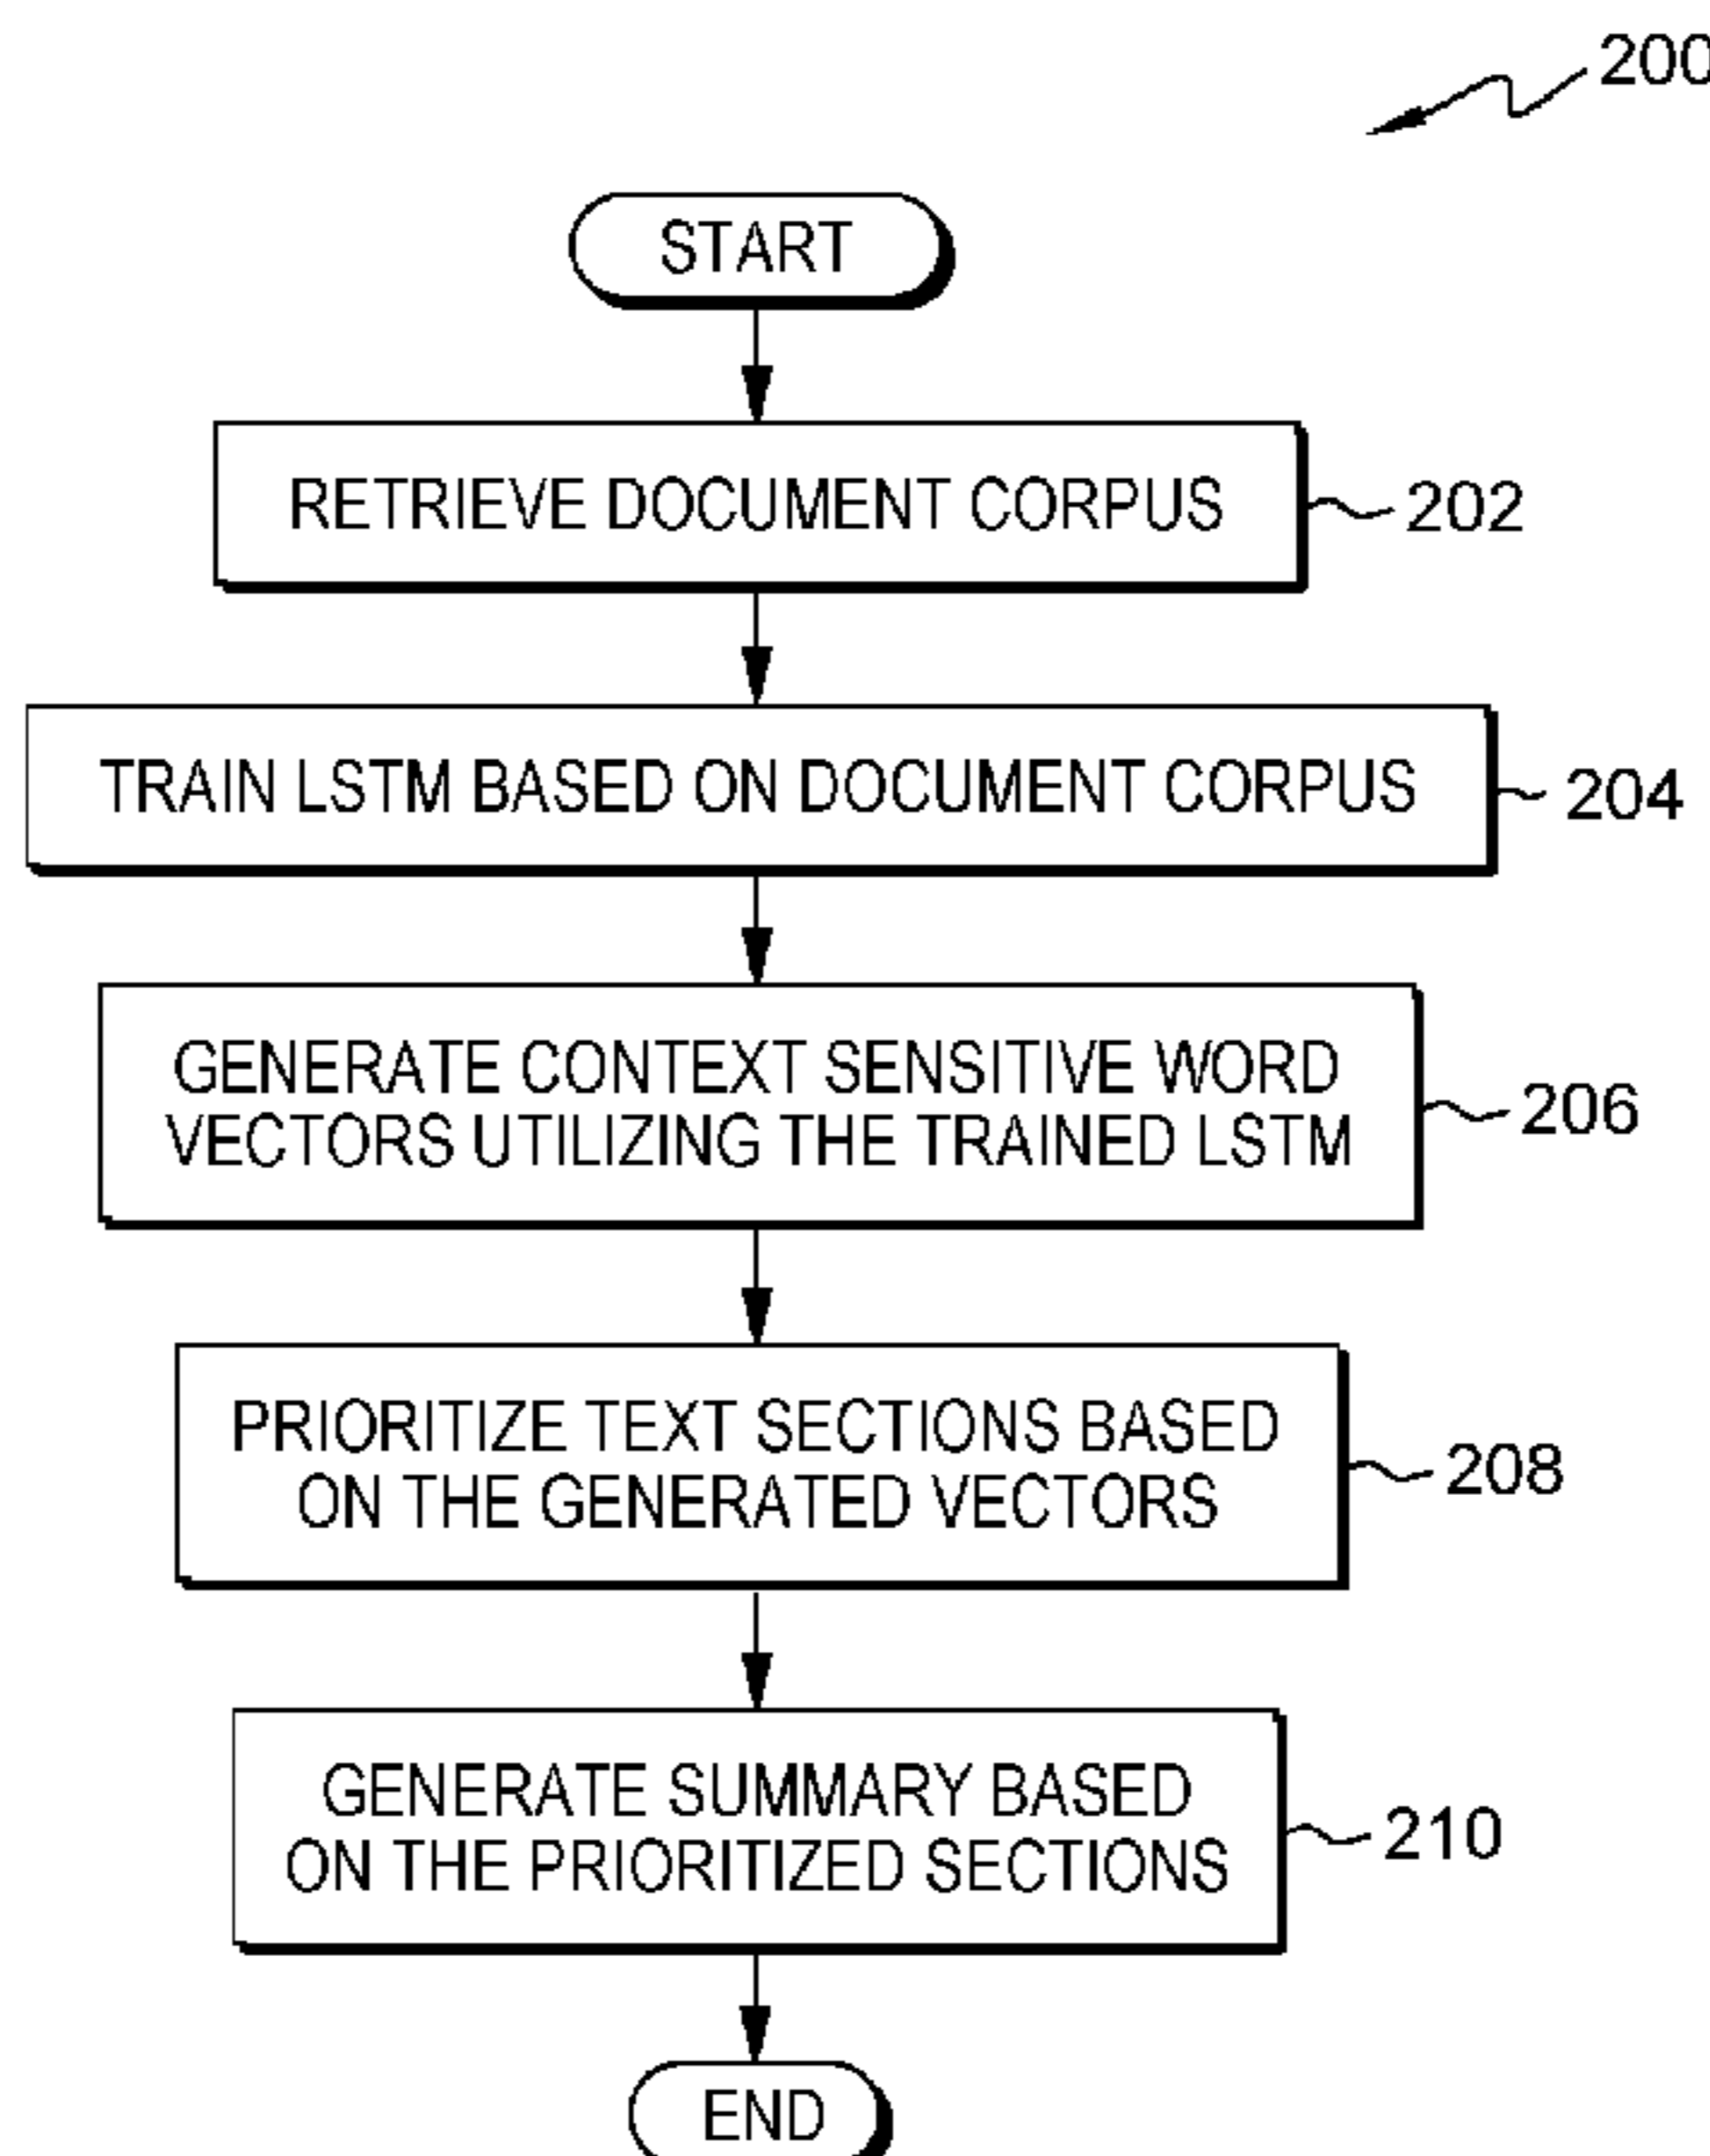 200
START
RETRIEVE DOCUMENT CORPUS
202
TRAIN LSTM BASED ON DOCUMENT CORPUS
204
GENERATE CONTEXT SENSITIVE WORD
VECTORS UTILIZING THE TRAINED LSTM
206
PRIORITIZE TEXT SECTIONS BASED
ON THE GENERATED VECTORS
208
GENERATE SUMMARY BASED
ON THE PRIORITIZED SECTIONS
210
END